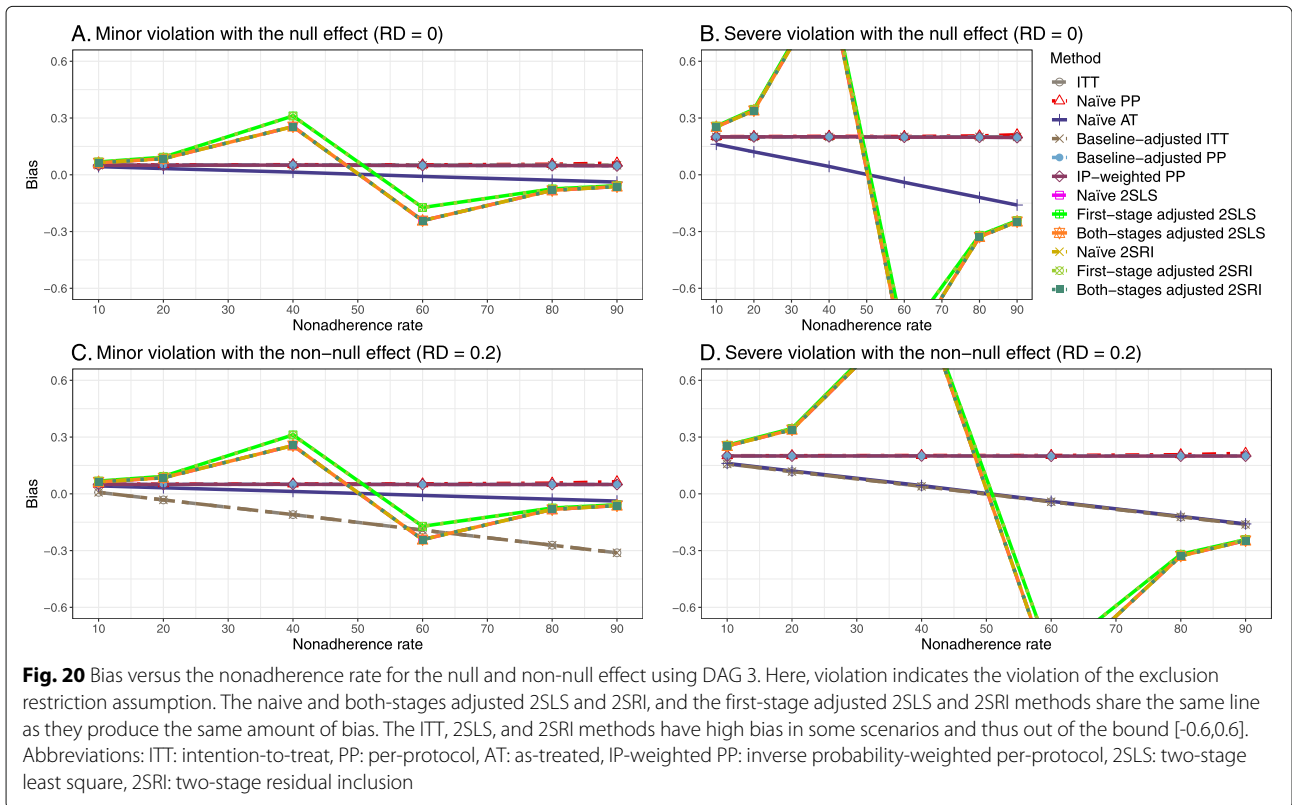 A. Minor violation with the null effect (RD = 0)
B. Severe violation with the null effect (RD = 0)
Bias
0.6
0.3
0.0
−0.3
−0.6
10 20 30 40 50 60 70 80 90
Nonadherence rate
0.6
0.3
0.0
−0.3
−0.6
10 20 30 40 50 60 70 80 90
Nonadherence rate
Method
ITT
Naïve PP
Naïve AT
Baseline−adjusted ITT
Baseline−adjusted PP
IP−weighted PP
Naïve 2SLS
First−stage adjusted 2SLS
Both−stages adjusted 2SLS
Naïve 2SRI
First−stage adjusted 2SRI
Both−stages adjusted 2SRI
C. Minor violation with the non−null effect (RD = 0.2)
D. Severe violation with the non−null effect (RD = 0.2)
Bias
0.6
0.3
0.0
−0.3
−0.6
10 20 30 40 50 60 70 80 90
Nonadherence rate
0.6
0.3
0.0
−0.3
−0.6
10 20 30 40 50 60 70 80 90
Nonadherence rate
Fig. 20 Bias versus the nonadherence rate for the null and non-null effect using DAG 3. Here, violation indicates the violation of the exclusion
restriction assumption. The naive and both-stages adjusted 2SLS and 2SRI, and the first-stage adjusted 2SLS and 2SRI methods share the same line
as they produce the same amount of bias. The ITT, 2SLS, and 2SRI methods have high bias in some scenarios and thus out of the bound [-0.6,0.6].
Abbreviations: ITT: intention-to-treat, PP: per-protocol, AT: as-treated, IP-weighted PP: inverse probability-weighted per-protocol, 2SLS: two-stage
least square, 2SRI: two-stage residual inclusion